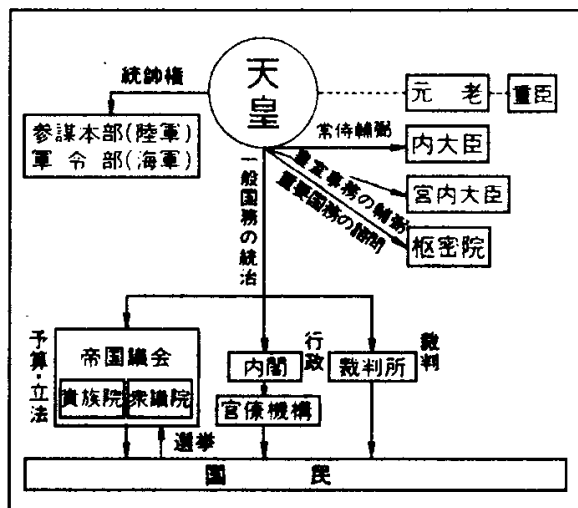 天皇
統帥権
元老
重臣
参謀本部(陸軍)
軍令部(海軍)
常侍輔弼
内大臣
皇室事務の輔弼
宮内大臣
重要国務の諮問
枢密院
一般国務の統治
予算・立法
帝国議会
貴族院
衆議院
行政
内閣
官僚機構
裁判
裁判所
選挙
国民